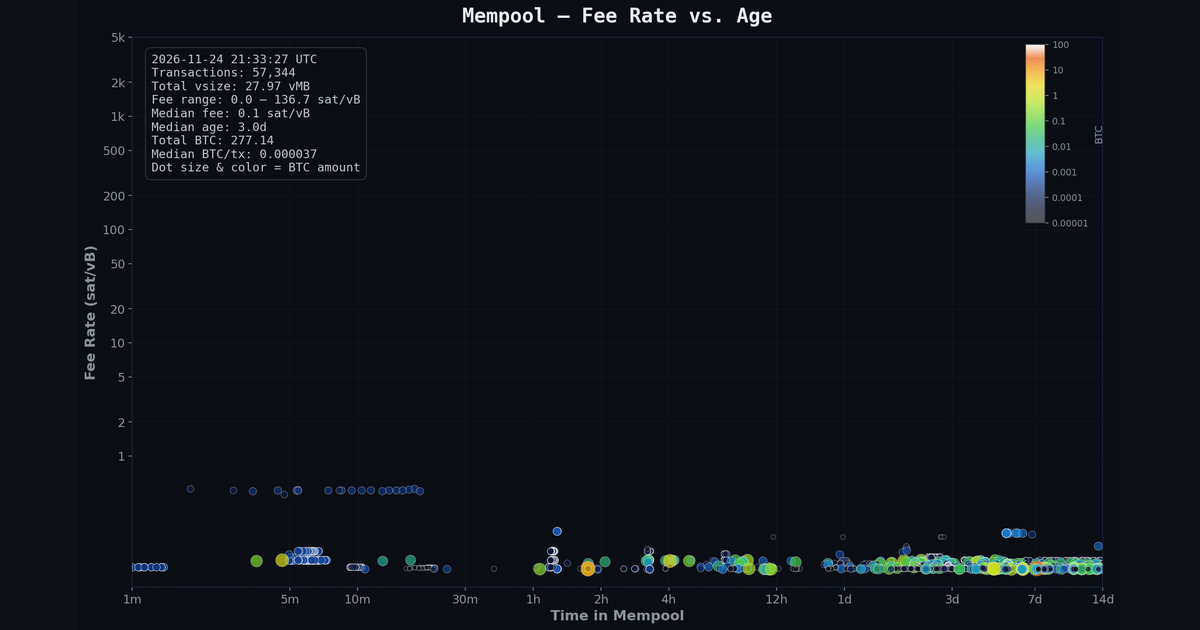 Mempool — Fee Rate vs. Age
2026-11-24 21:33:27 UTC
Transactions: 57,344
Total vsize: 27.97 vMB
Fee range: 0.0 — 136.7 sat/vB
Median fee: 0.1 sat/vB
Median age: 3.0d
Total BTC: 277.14
Median BTC/tx: 0.000037
Dot size & color = BTC amount
100
10
1
0.1
0.01
0.001
0.0001
0.00001
BTC
Fee Rate (sat/vB)
5k
2k
1k
500
200
100
50
20
10
5
2
1
1m
5m
10m
30m
1h
2h
4h
12h
1d
3d
7d
14d
Time in Mempool